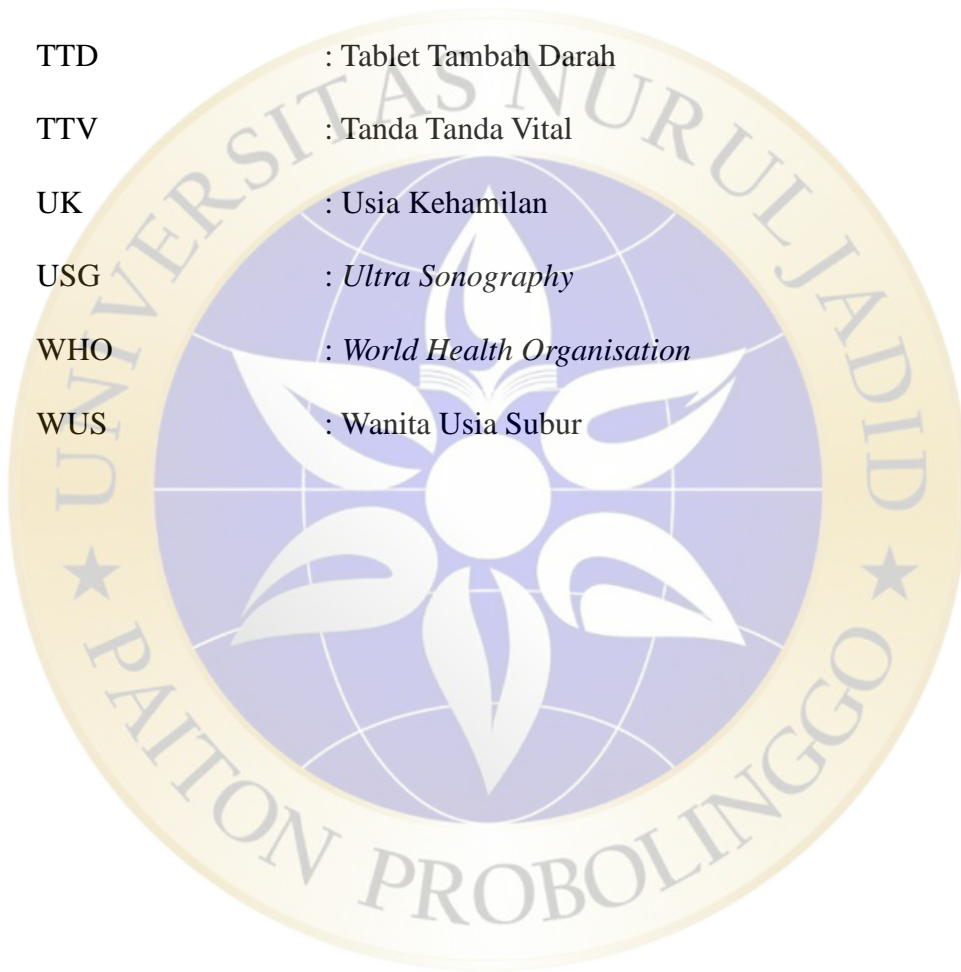 TTD : Tablet Tambah Darah
TTV : Tanda Tanda Vital
UK : Usia Kehamilan
USG : Ultra Sonography
WHO : World Health Organisation
WUS : Wanita Usia Subur
UNIVERSITAS NURUL JADID
PAITON PROBOLINGGO